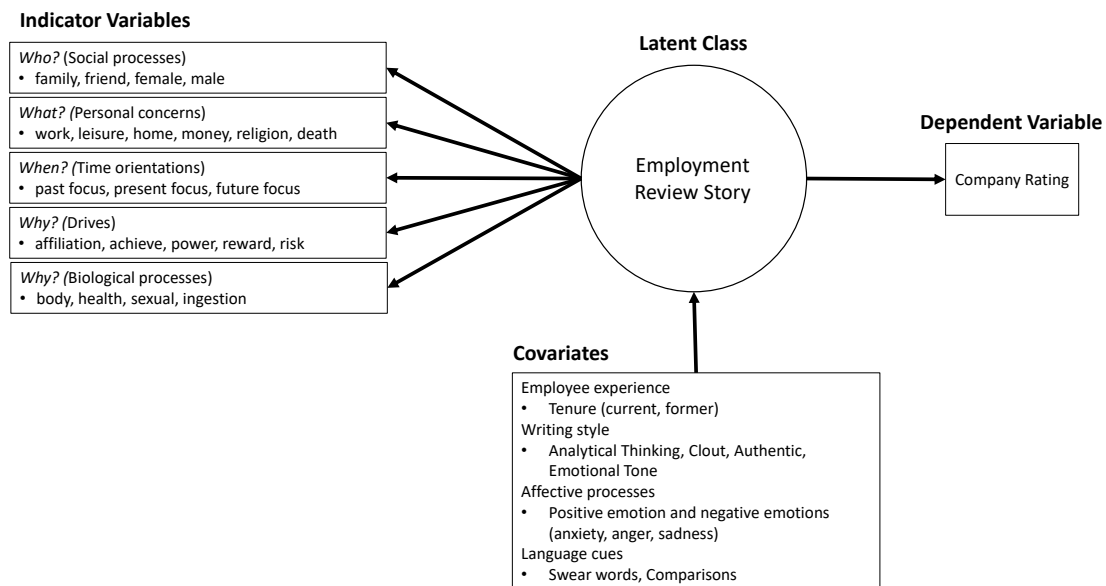 Indicator Variables
Who? (Social processes)
• family, friend, female, male
What? (Personal concerns)
• work, leisure, home, money, religion, death
When? (Time orientations)
• past focus, present focus, future focus
Why? (Drives)
• affiliation, achieve, power, reward, risk
Why? (Biological processes)
• body, health, sexual, ingestion
Latent Class
Employment
Review Story
Dependent Variable
Company Rating
Covariates
Employee experience
• Tenure (current, former)
Writing style
• Analytical Thinking, Clout, Authentic,
Emotional Tone
Affective processes
• Positive emotion and negative emotions
(anxiety, anger, sadness)
Language cues
• Swear words, Comparisons